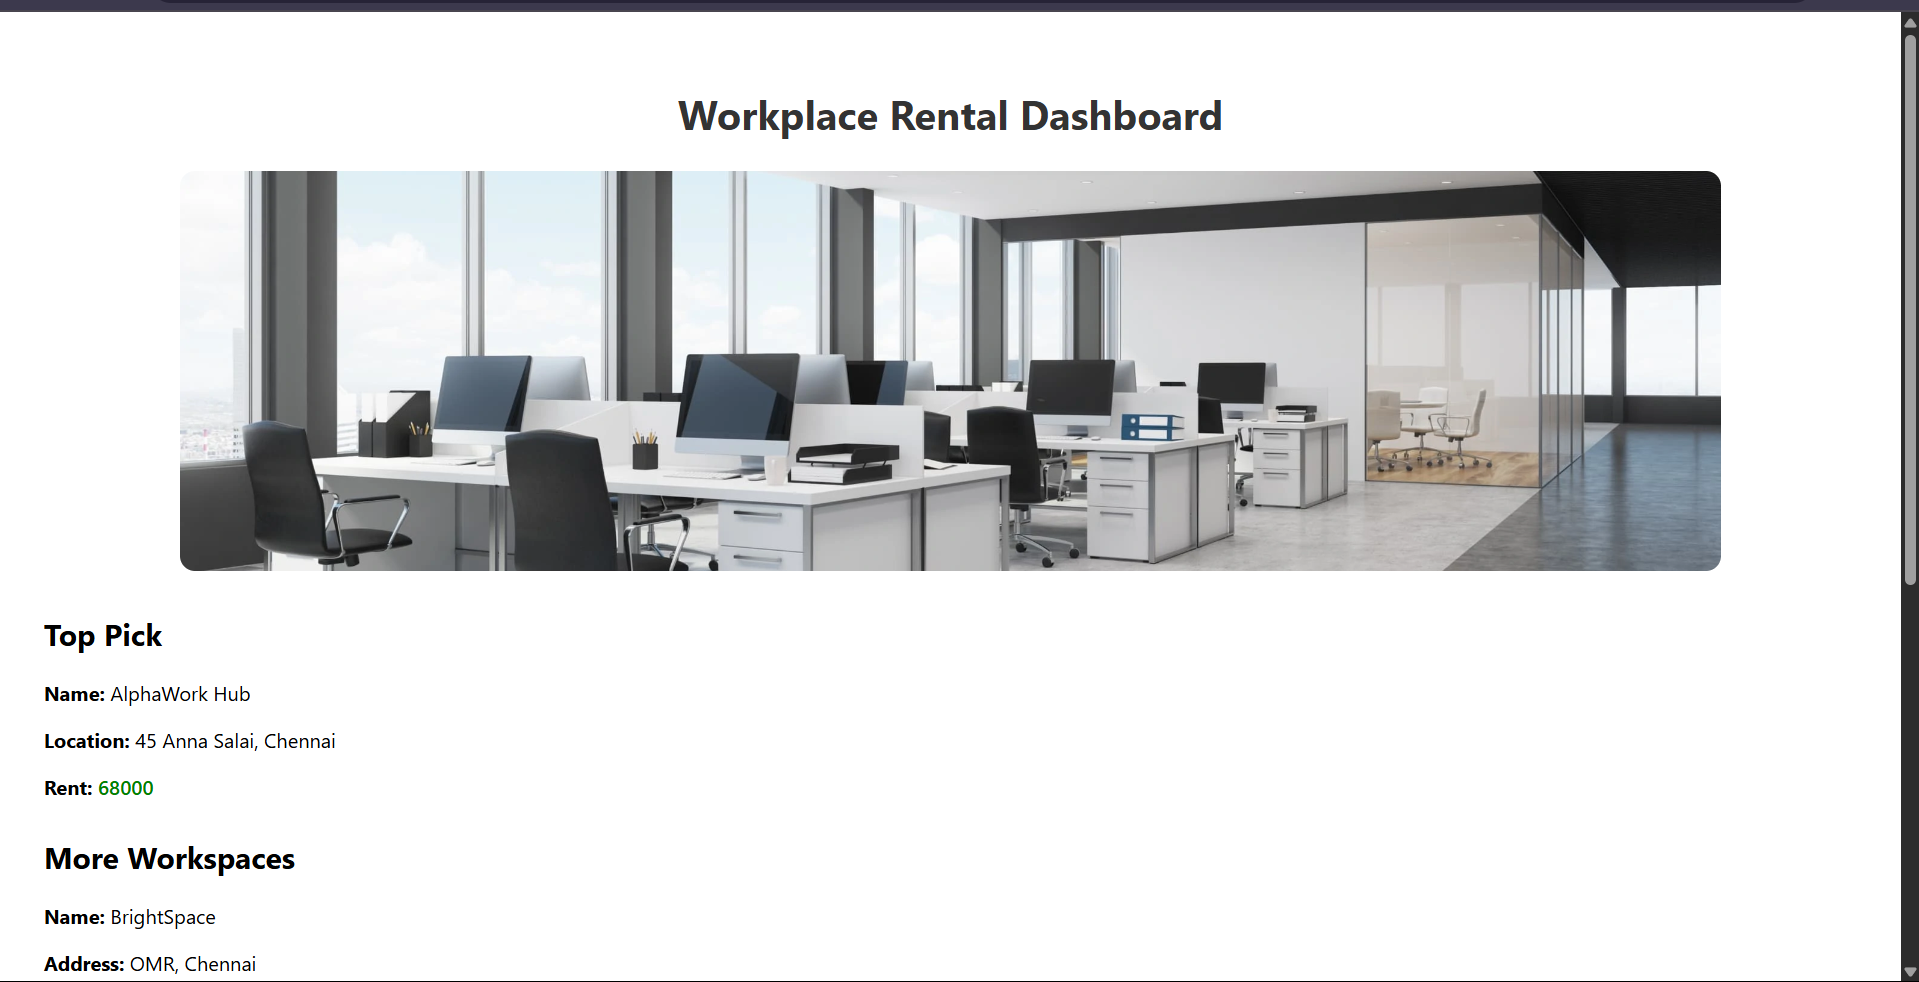 Workplace Rental Dashboard
Top Pick
Name: AlphaWork Hub
Location: 45 Anna Salai, Chennai
Rent: 68000
More Workspaces
Name: BrightSpace
Address: OMR, Chennai